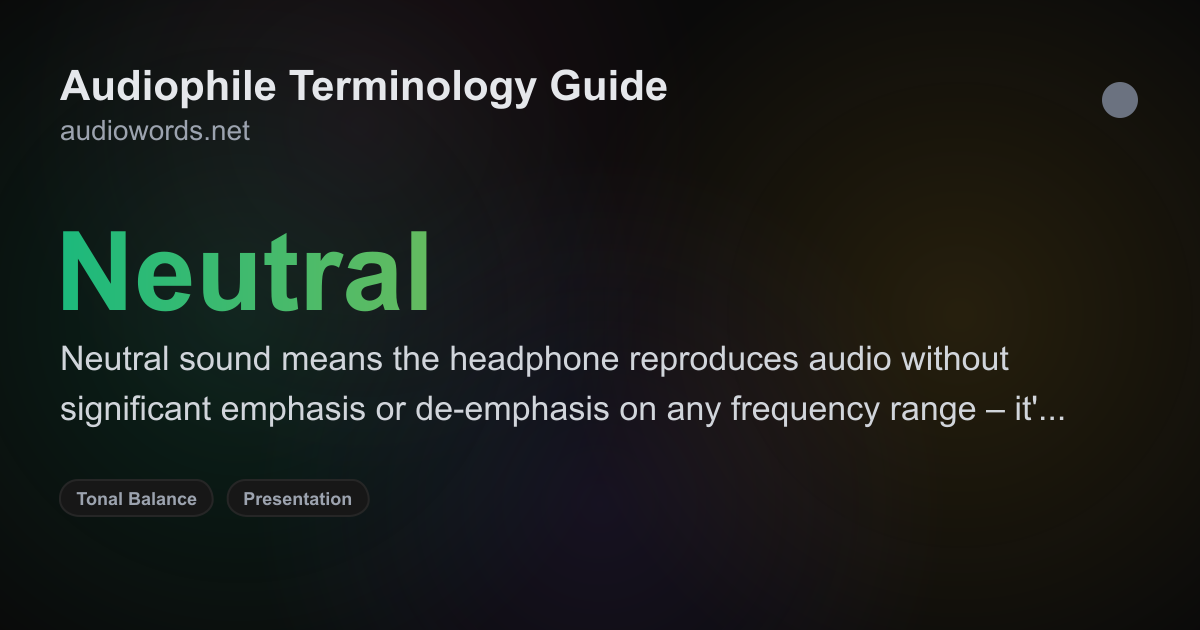 Audiophile Terminology Guide
audiowords.net
Neutral
Neutral sound means the headphone reproduces audio without
significant emphasis or de-emphasis on any frequency range – it'...
Tonal Balance
Presentation